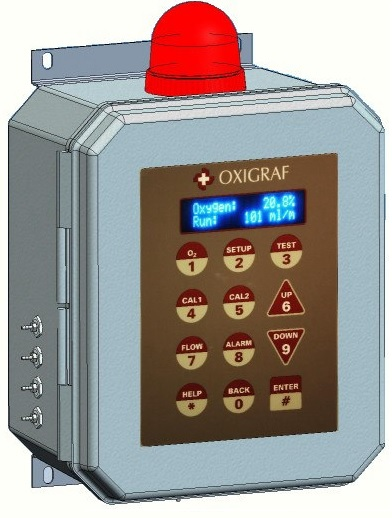 OXIGRAF
Oxygen: 20.8%
Run: 101 ml/m
O₂ SETUP TEST
1 2 3
CAL1 CAL2 UP
4 5 6
FLOW ALARM DOWN
7 8 9
HELP BACK ENTER
* 0 #